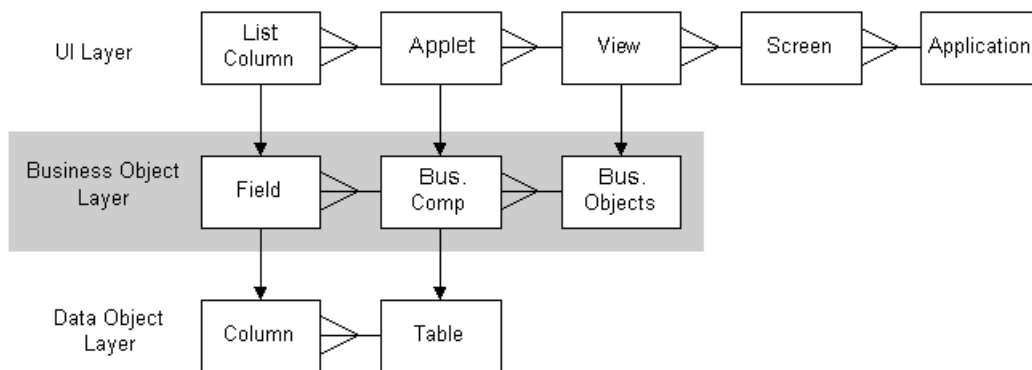 UI Layer
List
Column
Applet
View
Screen
Application
Business Object
Layer
Field
Bus.
Comp
Bus.
Objects
Data Object
Layer
Column
Table